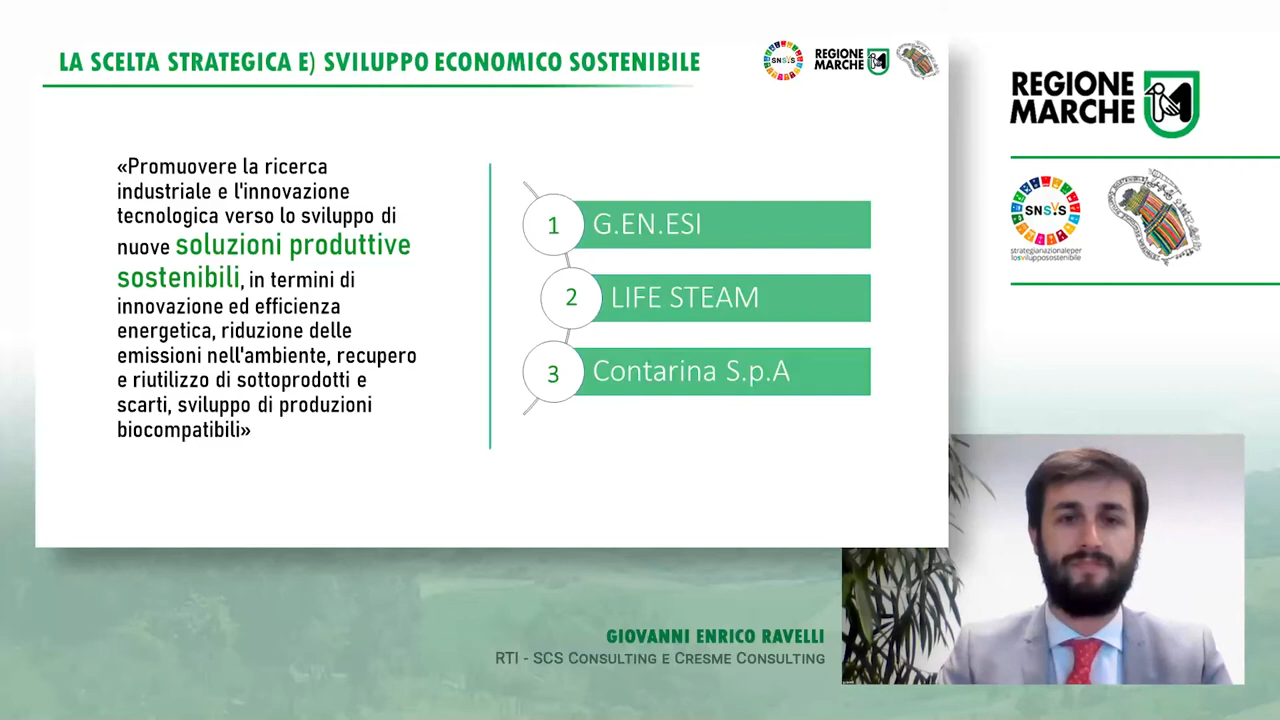 LA SCELTA STRATEGICA E) SVILUPPO ECONOMICO SOSTENIBILE
SNSVS
REGIONE
MARCHE
«Promuovere la ricerca
industriale e l'innovazione
tecnologica verso lo sviluppo di
nuove soluzioni produttive
sostenibili, in termini di
innovazione ed efficienza
energetica, riduzione delle
emissioni nell'ambiente, recupero
e riutilizzo di sottoprodotti e
scarti, sviluppo di produzioni
biocompatibili»
1 G.EN.ESI
2 LIFE STEAM
3 Contarina S.p.A
REGIONE
MARCHE
SNSVS
strategianazionaleper
losvilupposostenibile
GIOVANNI ENRICO RAVELLI
RTI - SCS CONSULTING E CRESME CONSULTING